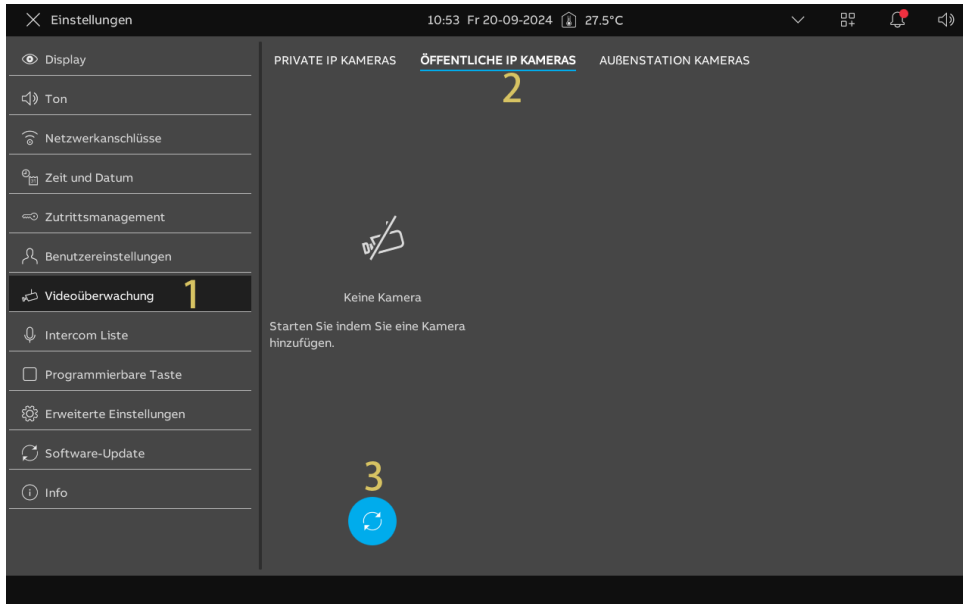 Einstellungen
10:53 Fr 20-09-2024 27.5°C
Display
Ton
Netzwerkanschlüsse
Zeit und Datum
Zutrittsmanagement
Benutzereinstellungen
Videoüberwachung
1
Intercom Liste
Programmierbare Taste
Erweiterte Einstellungen
Software-Update
Info
PRIVATE IP KAMERAS
ÖFFENTLICHE IP KAMERAS
AUßENSTATION KAMERAS
2
Keine Kamera
Starten Sie indem Sie eine Kamera
hinzufügen.
3